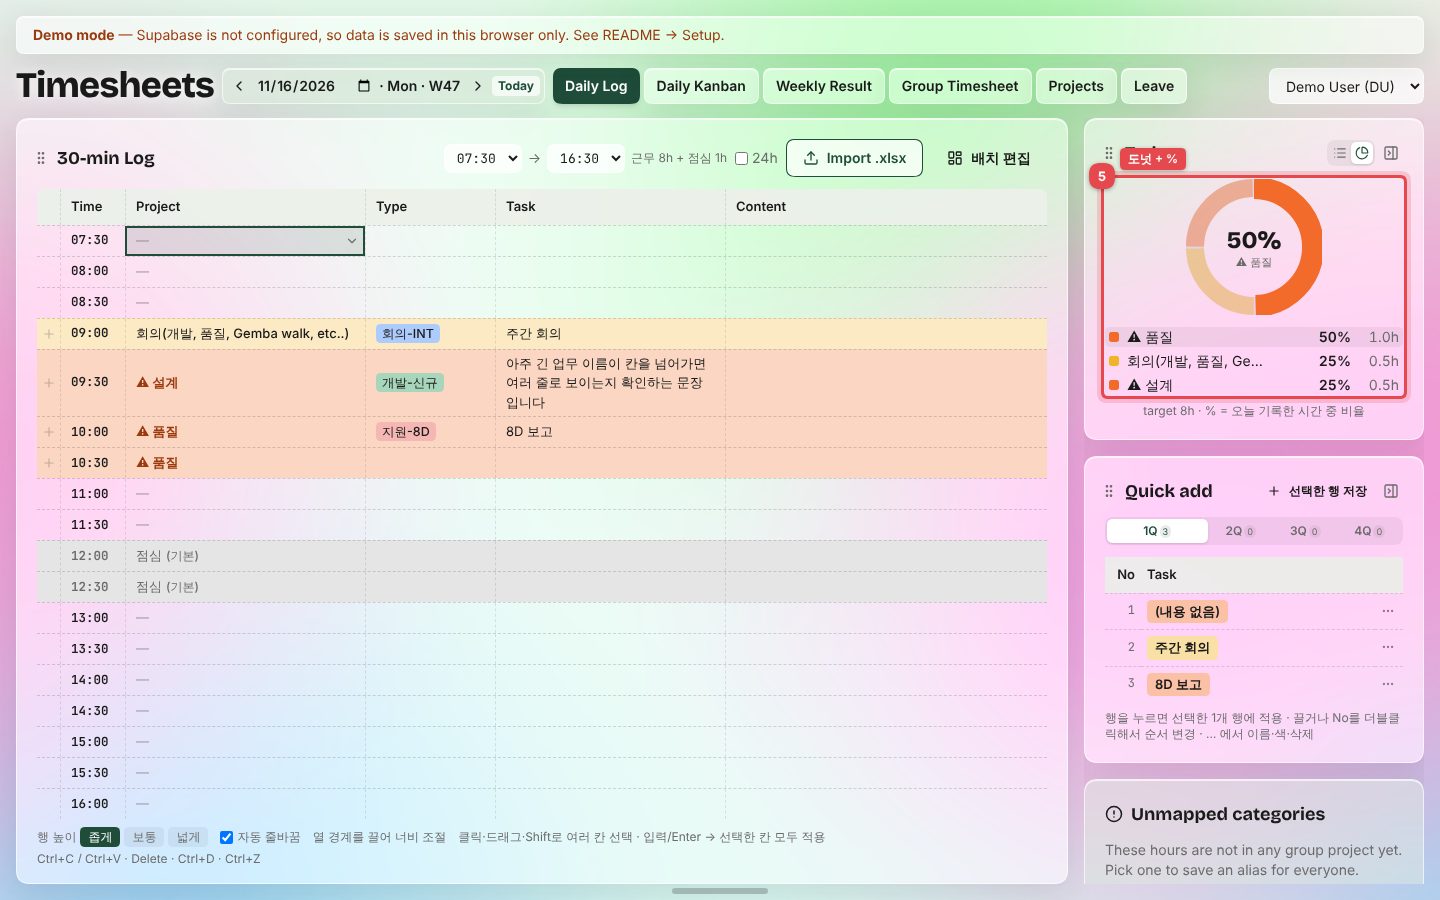 Demo mode — Supabase is not configured, so data is saved in this browser only. See README → Setup.
Timesheets
11/16/2026 · Mon · W47 Today
Daily Log
Daily Kanban
Weekly Result
Group Timesheet
Projects
Leave
Demo User (DU)
30-min Log
07:30 → 16:30 근무 8h + 점심 1h 24h
Import .xlsx
배치 편집
Time Project Type Task Content
07:30 —
08:00 —
08:30 —
+ 09:00 회의(개발, 품질, Gemba walk, etc..) 회의-INT 주간 회의
+ 09:30 ⚠ 설계 개발-신규 아주 긴 업무 이름이 칸을 넘어가면
여러 줄로 보이는지 확인하는 문장
입니다
+ 10:00 ⚠ 품질 지원-8D 8D 보고
+ 10:30 ⚠ 품질
11:00 —
11:30 —
12:00 점심 (기본)
12:30 점심 (기본)
13:00 —
13:30 —
14:00 —
14:30 —
15:00 —
15:30 —
16:00 —
행 높이 좁게 보통 넓게 자동 줄바꿈 열 경계를 끌어 너비 조절 클릭·드래그·Shift로 여러 칸 선택 · 입력/Enter → 선택한 칸 모두 적용
Ctrl+C / Ctrl+V · Delete · Ctrl+D · Ctrl+Z
도넛 + %
5
50%
⚠ 품질
⚠ 품질 50% 1.0h
회의(개발, 품질, Ge... 25% 0.5h
⚠ 설계 25% 0.5h
target 8h · % = 오늘 기록한 시간 중 비율
Quick add
+ 선택한 행 저장
1Q 3 2Q 0 3Q 0 4Q 0
No Task
1 (내용 없음) ...
2 주간 회의 ...
3 8D 보고 ...
행을 누르면 선택한 1개 행에 적용 · 끌거나 No를 더블클
릭해서 순서 변경 · ... 에서 이름·색·삭제
Unmapped categories
These hours are not in any group project yet.
Pick one to save an alias for everyone.